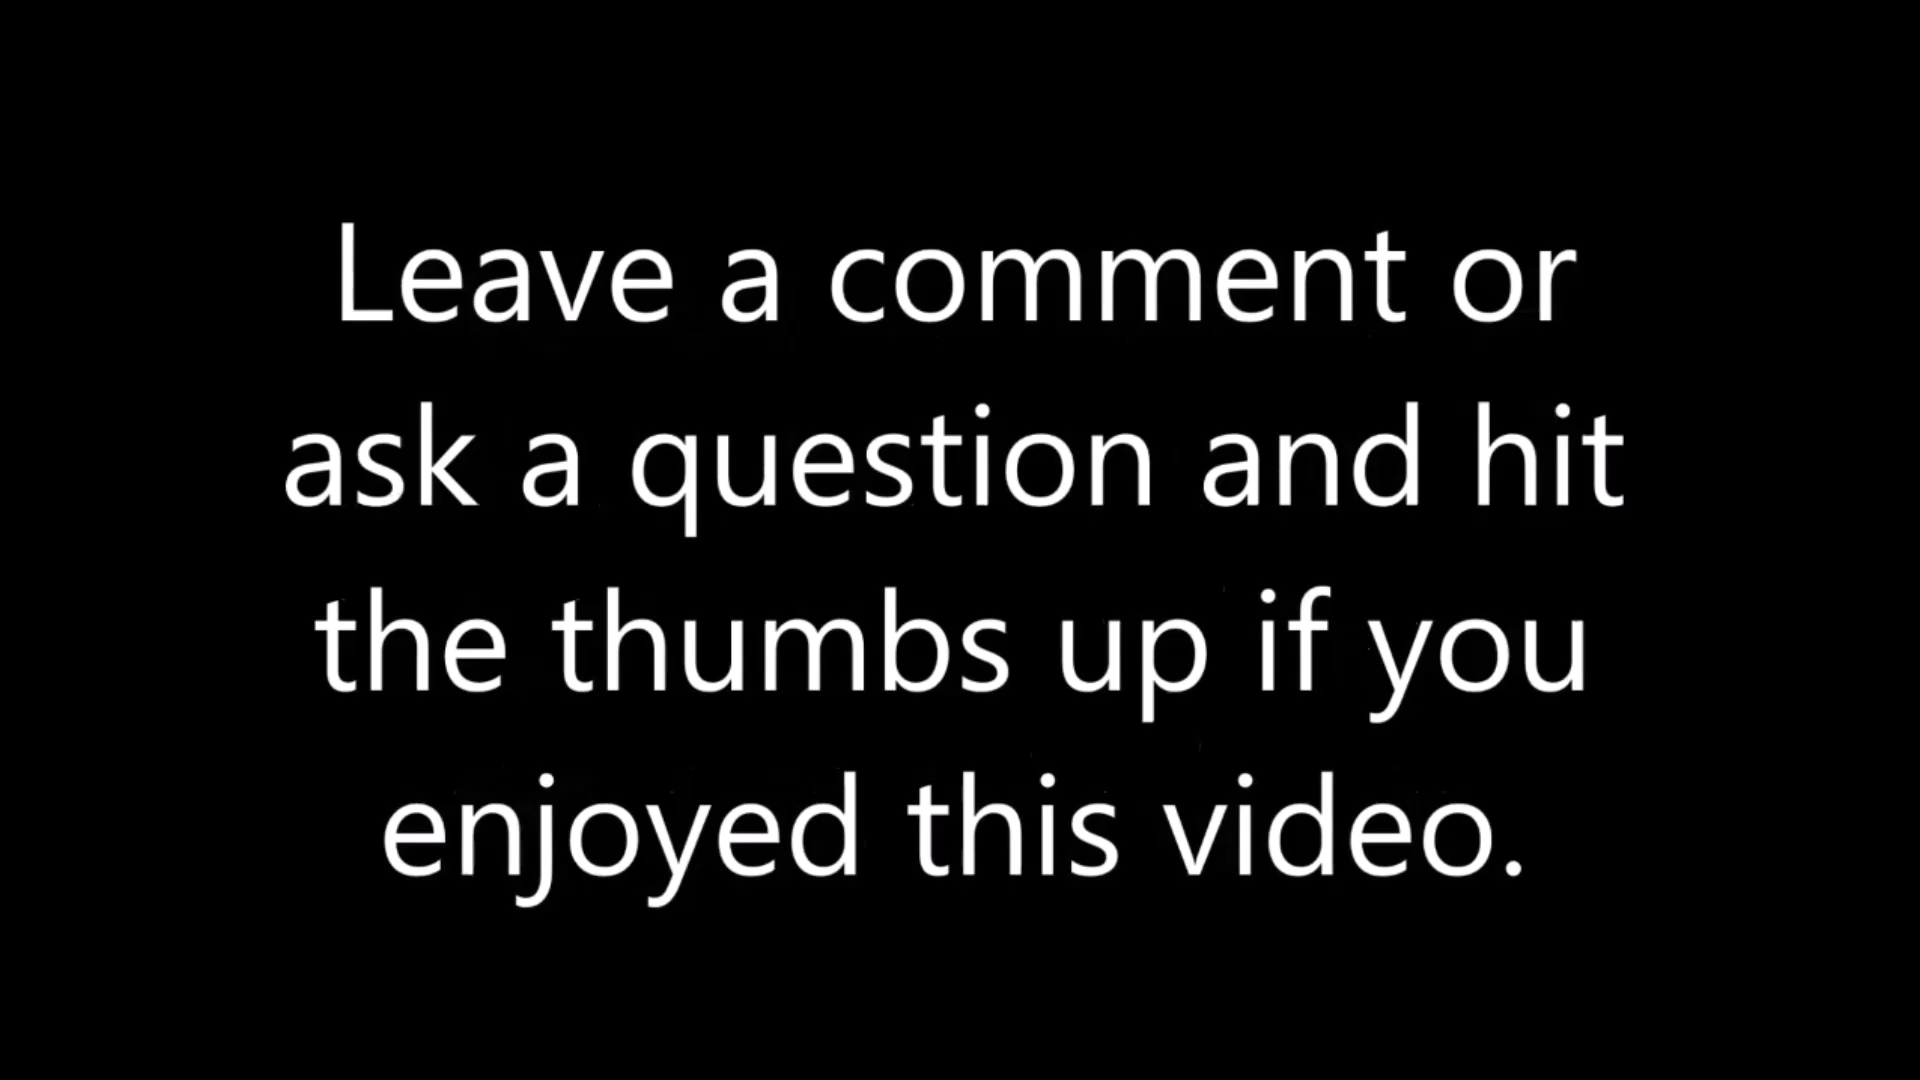 Leave a comment or
ask a question and hit
the thumbs up if you
enjoyed this video.